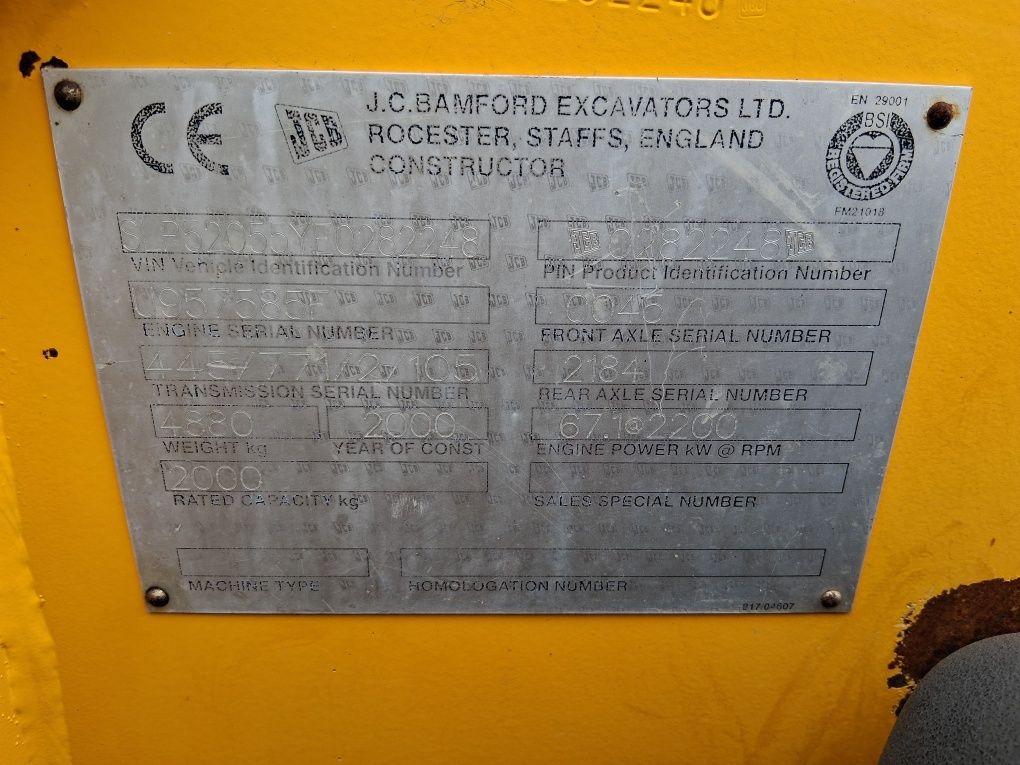 CE
JCB
J.C.BAMFORD EXCAVATORS LTD.
ROCESTER, STAFFS, ENGLAND
CONSTRUCTOR
EN 29001
BSI
REGISTERED FIRM
FM21018
VIN Vehicle Identification Number
0282248
PIN Product Identification Number
ENGINE SERIAL NUMBER
FRONT AXLE SERIAL NUMBER
TRANSMISSION SERIAL NUMBER
2184
REAR AXLE SERIAL NUMBER
4880
WEIGHT kg
2000
YEAR OF CONST
67.1@2200
ENGINE POWER kW @ RPM
2000
RATED CAPACITY kg
SALES SPECIAL NUMBER
MACHINE TYPE
HOMOLOGATION NUMBER
817/04607